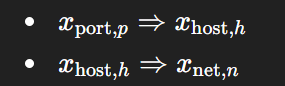 • x_port,p ⇒ x_host,h
• x_host,h ⇒ x_net,n